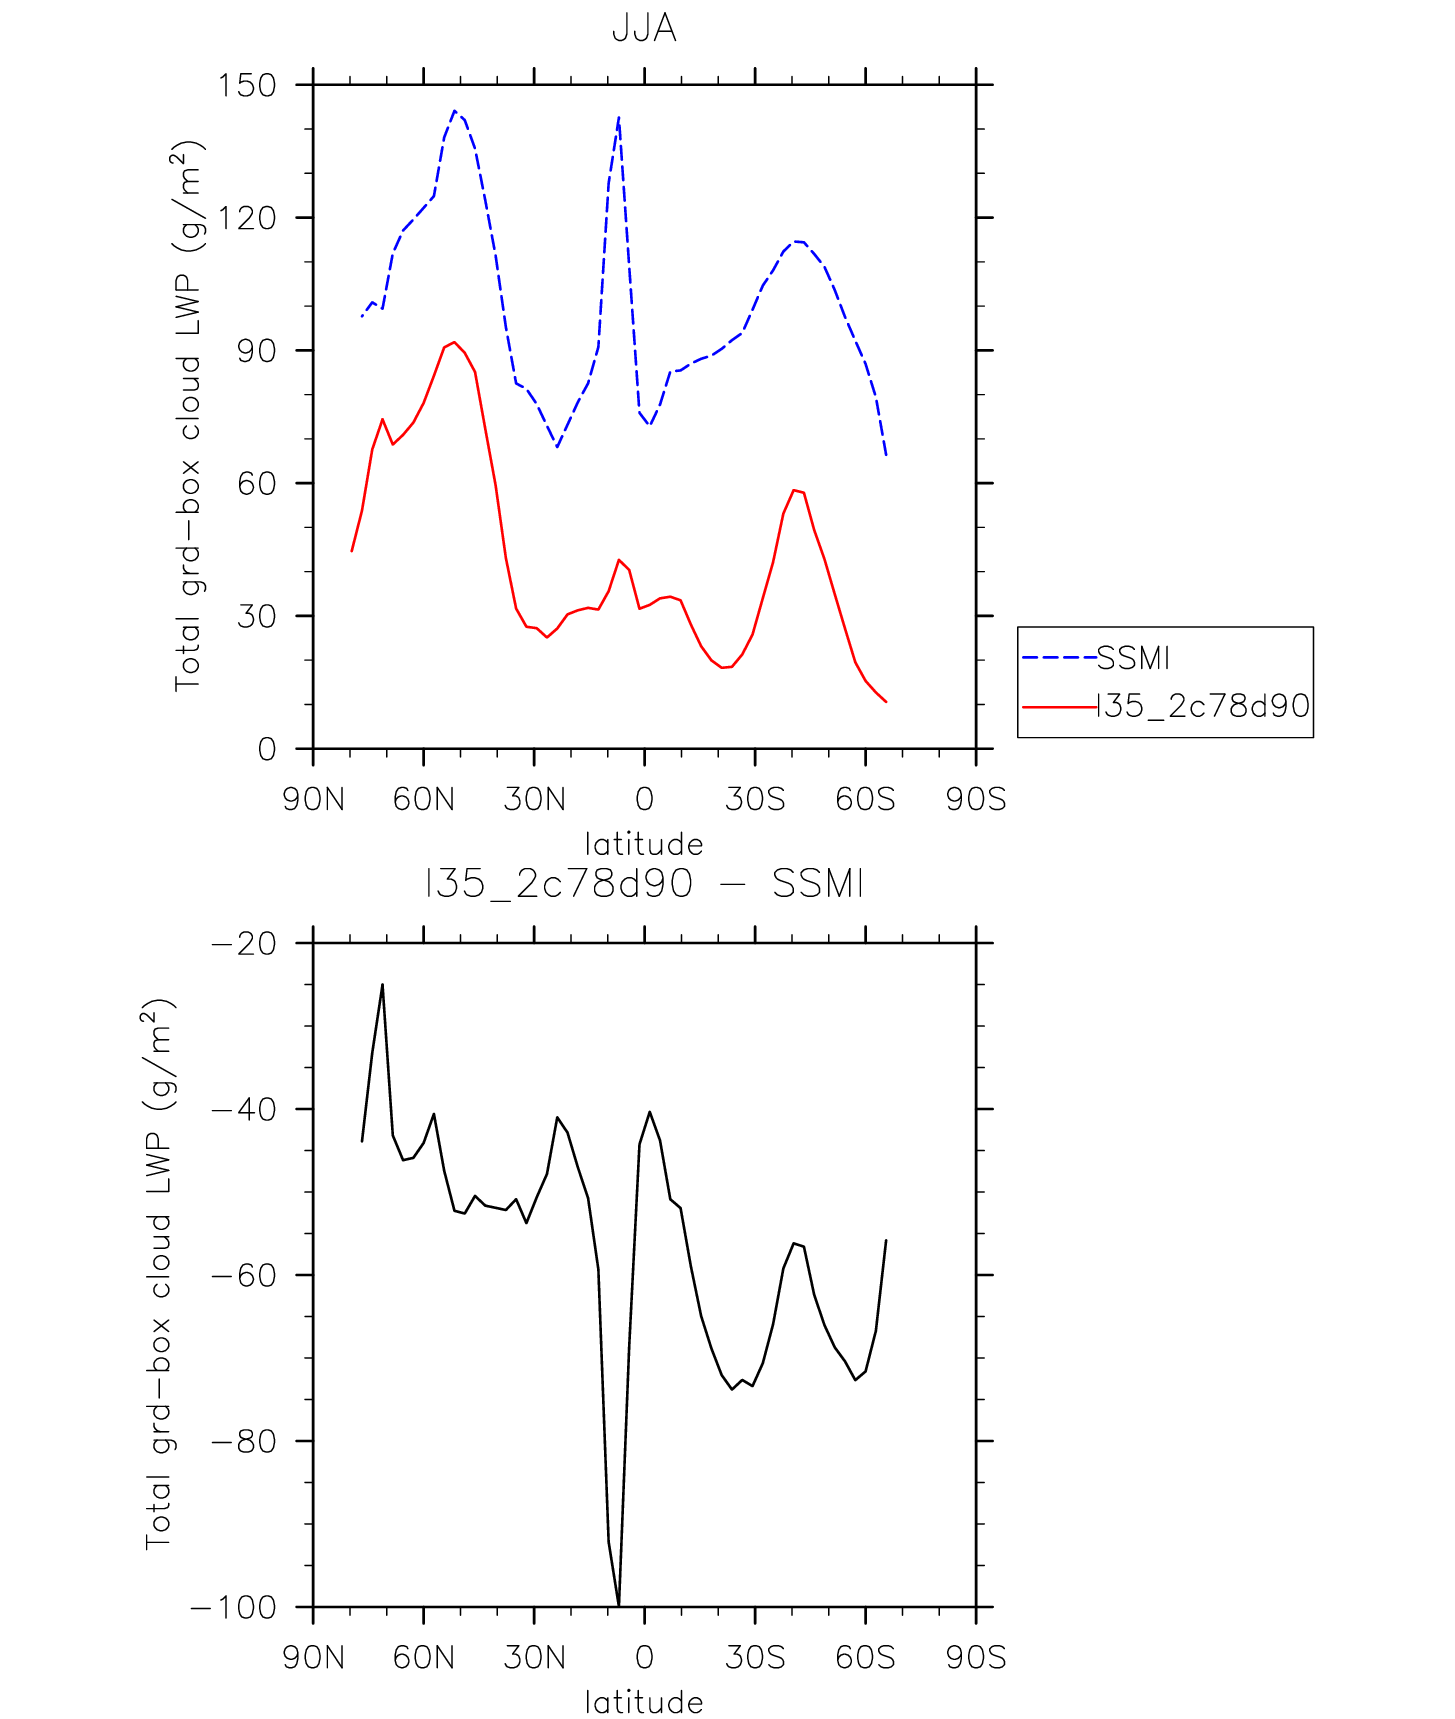 JJA
Total grd-box cloud LWP (g/m²)
150
120
90
60
30
0
90N 60N 30N 0 30S 60S 90S
latitude
SSMI
I35_2c78d90
I35_2c78d90 - SSMI
Total grd-box cloud LWP (g/m²)
-20
-40
-60
-80
-100
90N 60N 30N 0 30S 60S 90S
latitude